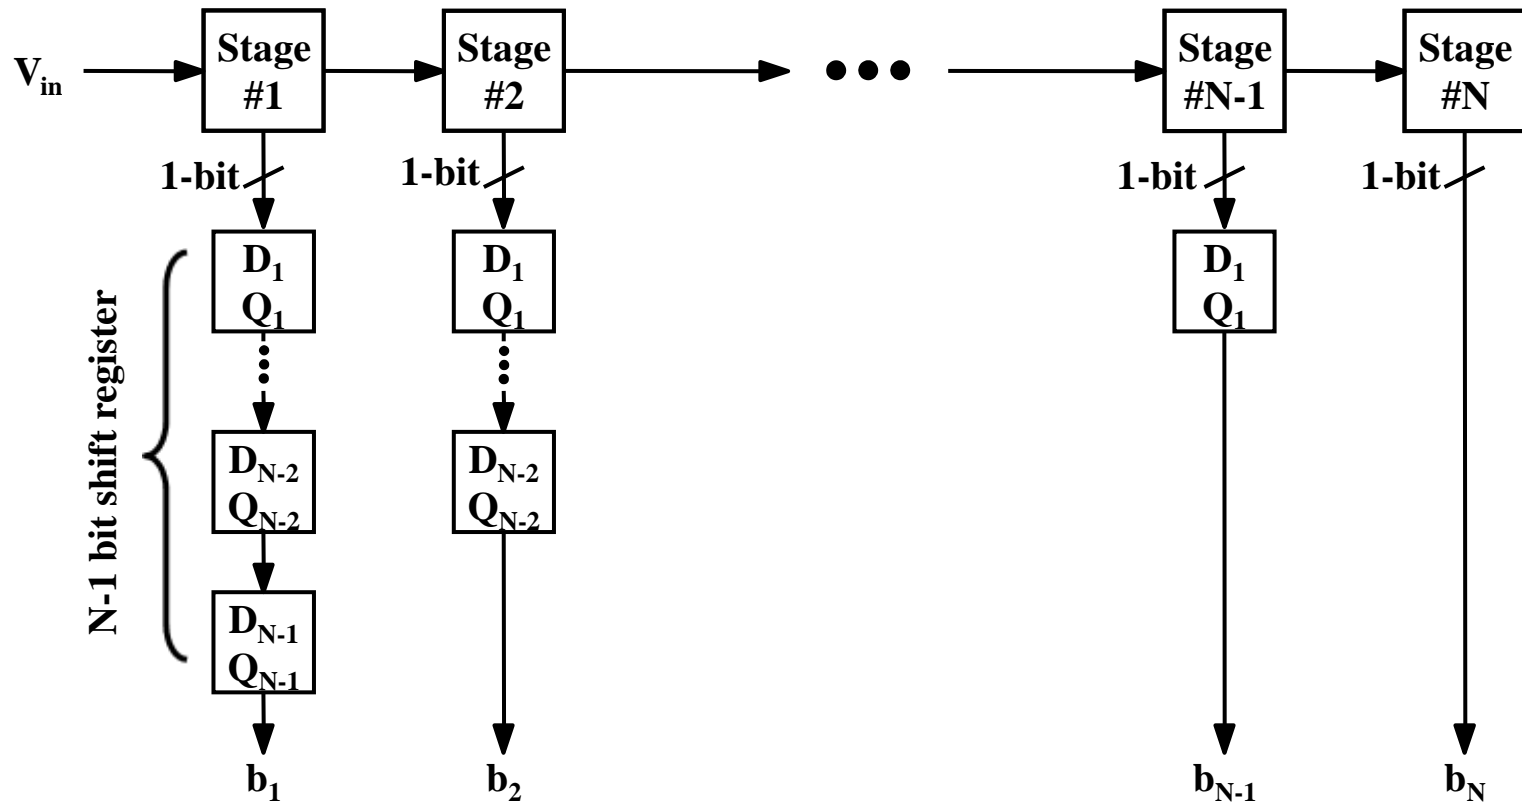 V_in
Stage
#1
Stage
#2
Stage
#N-1
Stage
#N
1-bit
1-bit
1-bit
1-bit
N-1 bit shift register
D_1
Q_1
D_1
Q_1
D_1
Q_1
D_N-2
Q_N-2
D_N-2
Q_N-2
D_N-1
Q_N-1
b_1
b_2
b_N-1
b_N